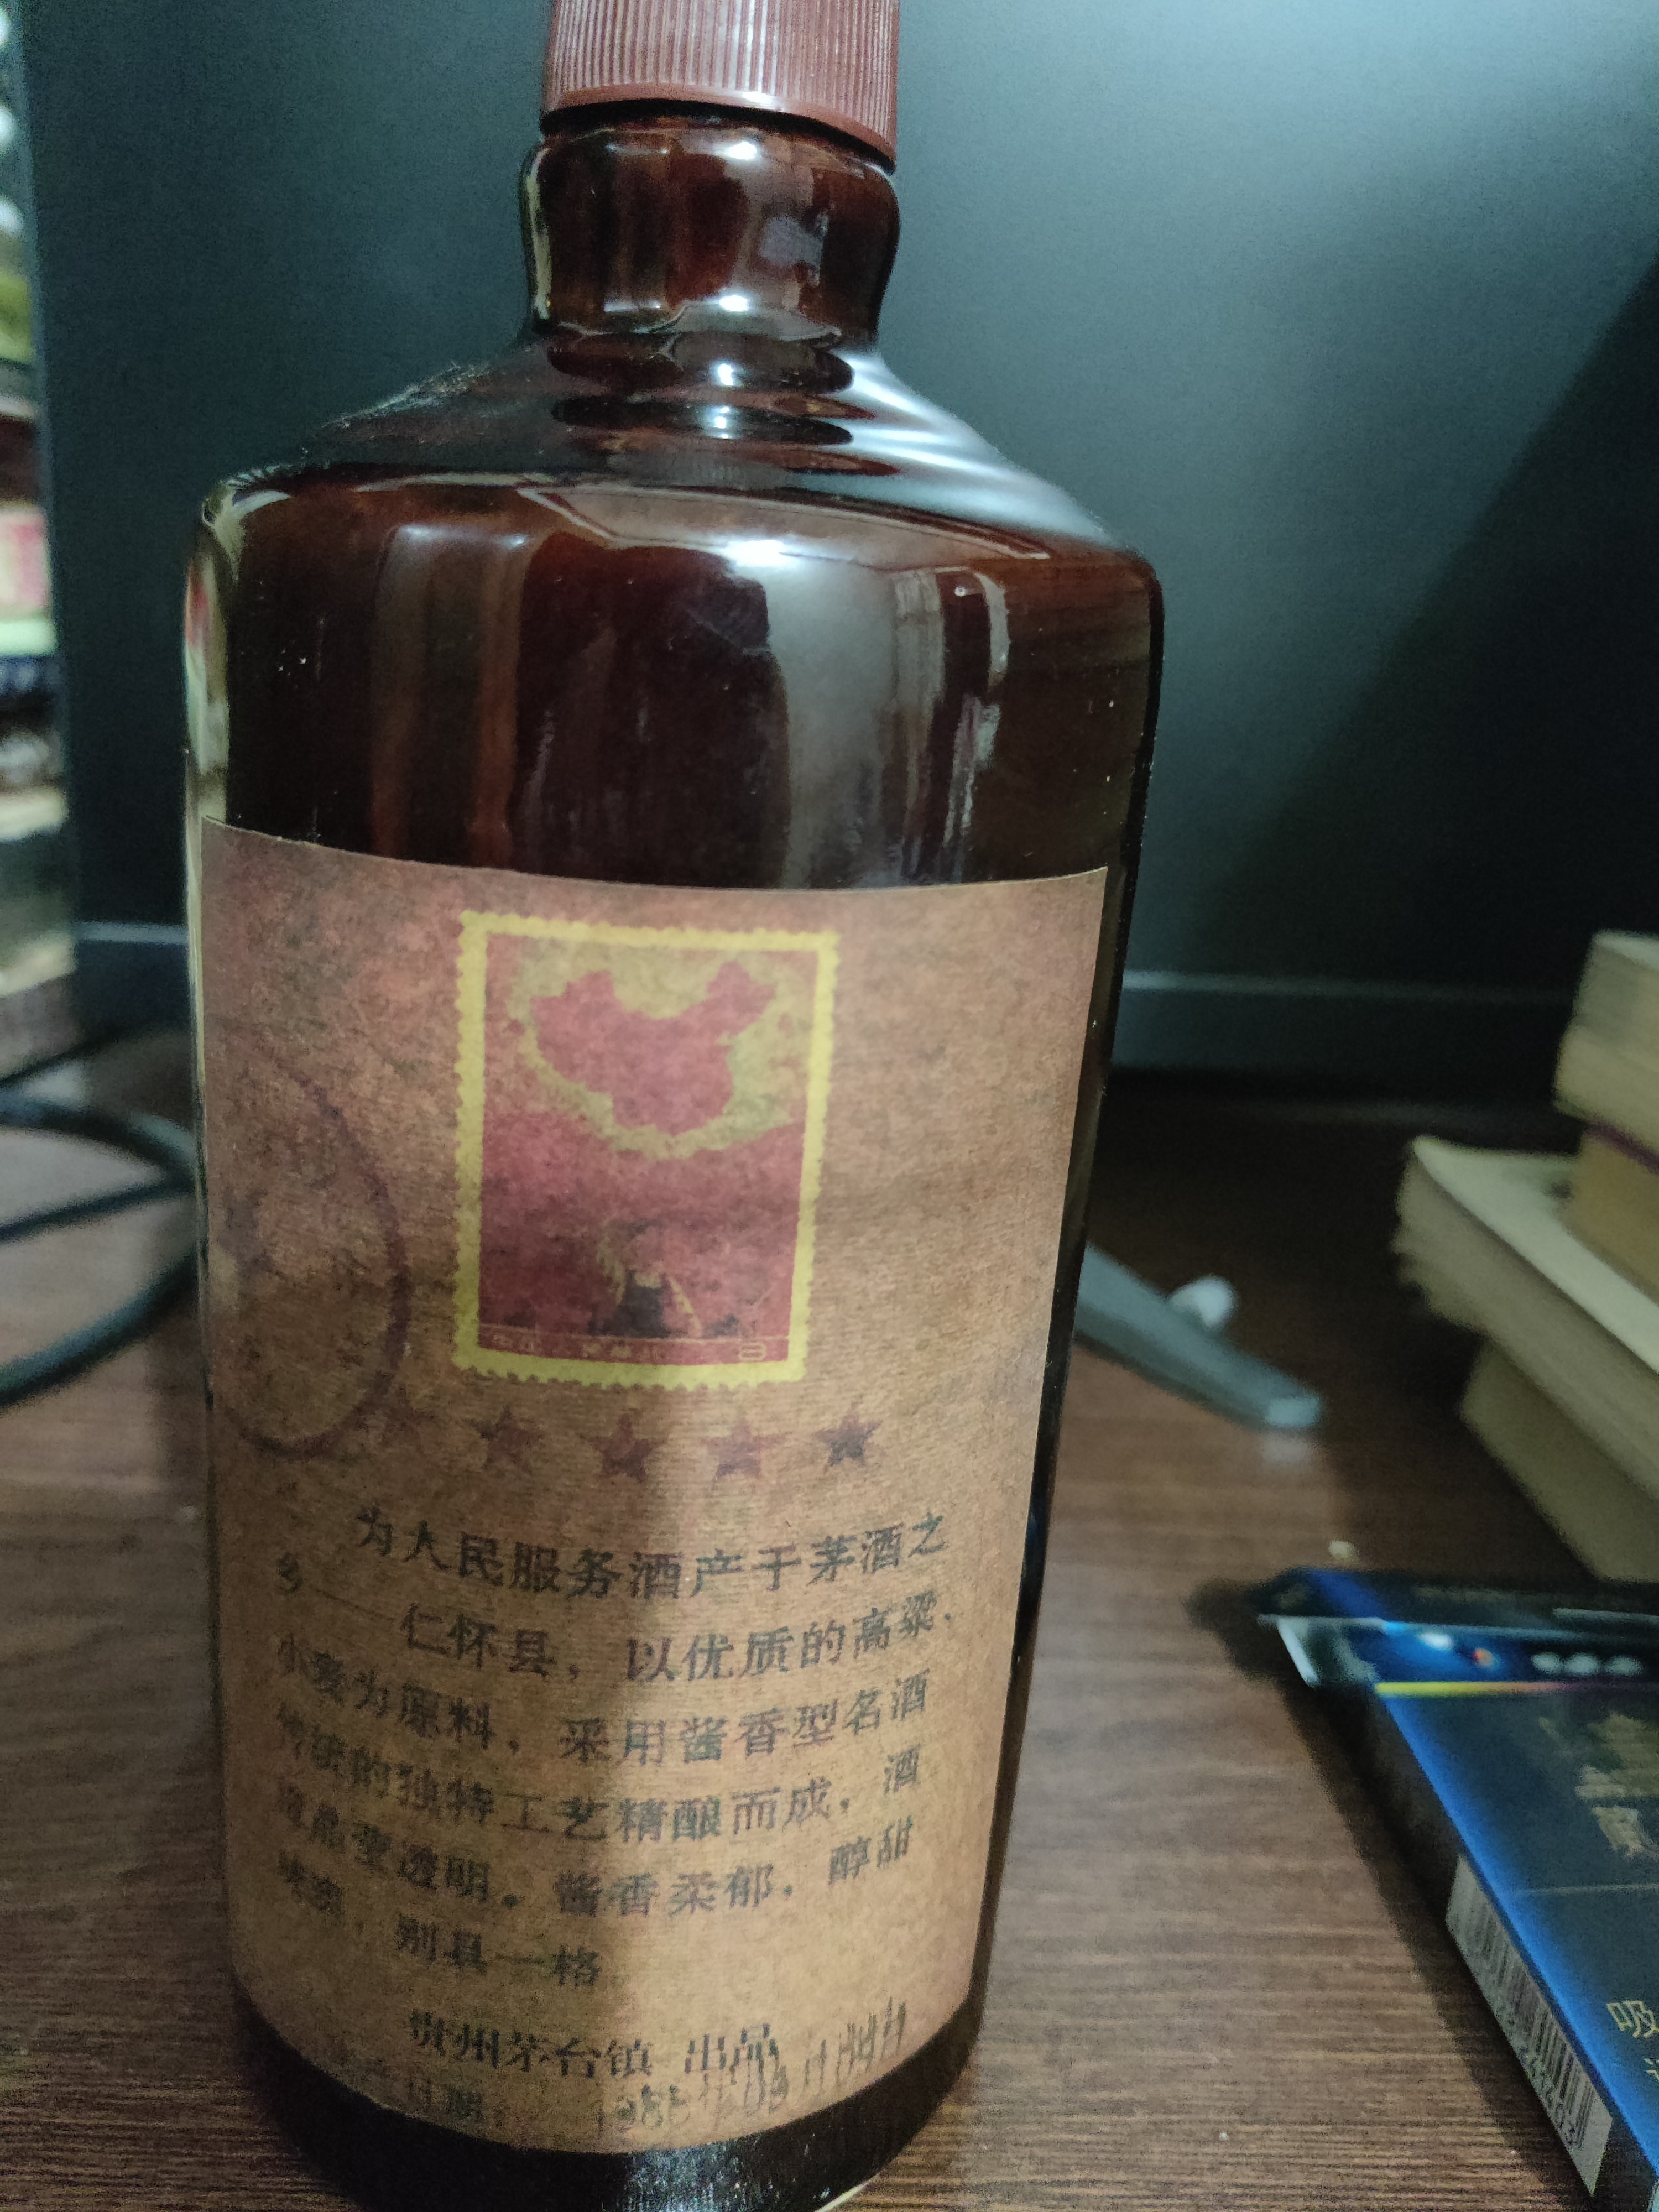 为人民服务酒产于茅酒之
乡——仁怀县，以优质的高粱、
小麦为原料，采用酱香型名酒
传统的独特工艺精酿而成，酒
液晶莹透明。酱香柔郁，醇甜
味爽，别具一格
贵州茅台镇 出品
日期
吸